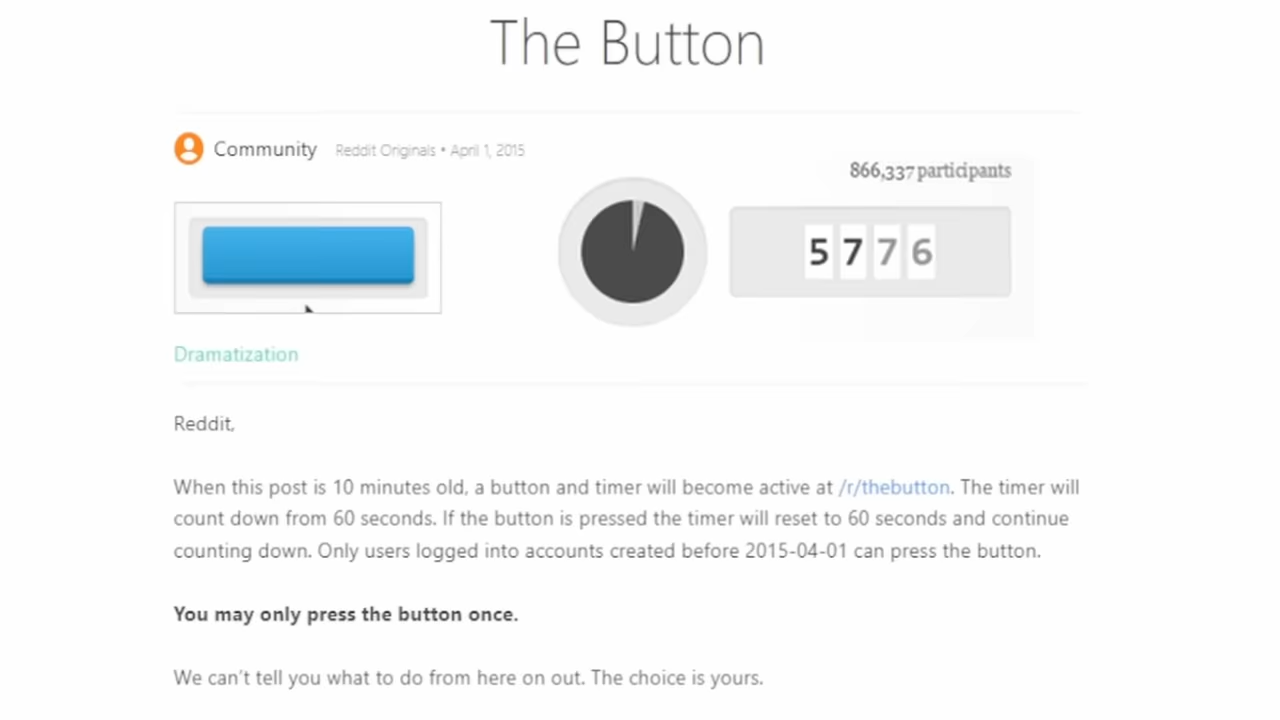 The Button
Community Reddit Originals • April 1, 2015
866,337 participants
5 7 7 6
Dramatization
Reddit,
When this post is 10 minutes old, a button and timer will become active at /r/thebutton. The timer will
count down from 60 seconds. If the button is pressed the timer will reset to 60 seconds and continue
counting down. Only users logged into accounts created before 2015-04-01 can press the button.
You may only press the button once.
We can't tell you what to do from here on out. The choice is yours.